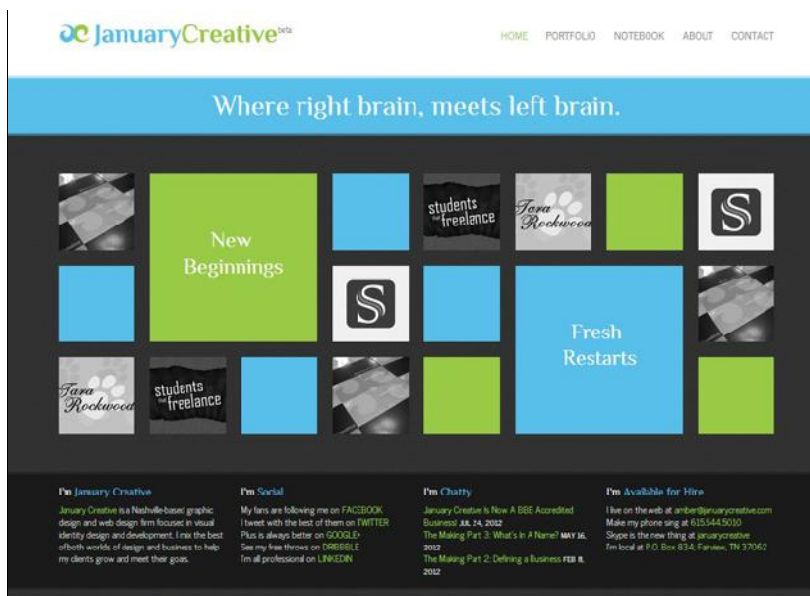 JanuaryCreative beta
HOME PORTFOLIO NOTEBOOK ABOUT CONTACT
Where right brain, meets left brain.
New
Beginnings
students
that freelance
Tara
Rockwood
S
S
Fresh
Restarts
Tara
Rockwood
students
that freelance
I'm January Creative
January Creative is a Nashville-based graphic
design and web design firm focused in visual
identity design and development. I mix the best
of both worlds of design and business to help
my clients grow and meet their goals.
I'm Social
My fans are following me on FACEBOOK
I tweet with the best of them on TWITTER
Plus is always better on GOOGLE+
See my free throws on DRIBBBLE
I'm all professional on LINKEDIN
I'm Chatty
January Creative Is Now A BBE Accredited
Business! JUL 24, 2012
The Making Part 3: What's In A Name? MAY 16,
2012
The Making Part 2: Defining a Business FEB 8,
2012
I'm Available for Hire
I live on the web at amber@januarycreative.com
Make my phone sing at 615.544.5010
Skype is the new thing at januarycreative
I'm local at P.O. Box 834, Fairview, TN 37062